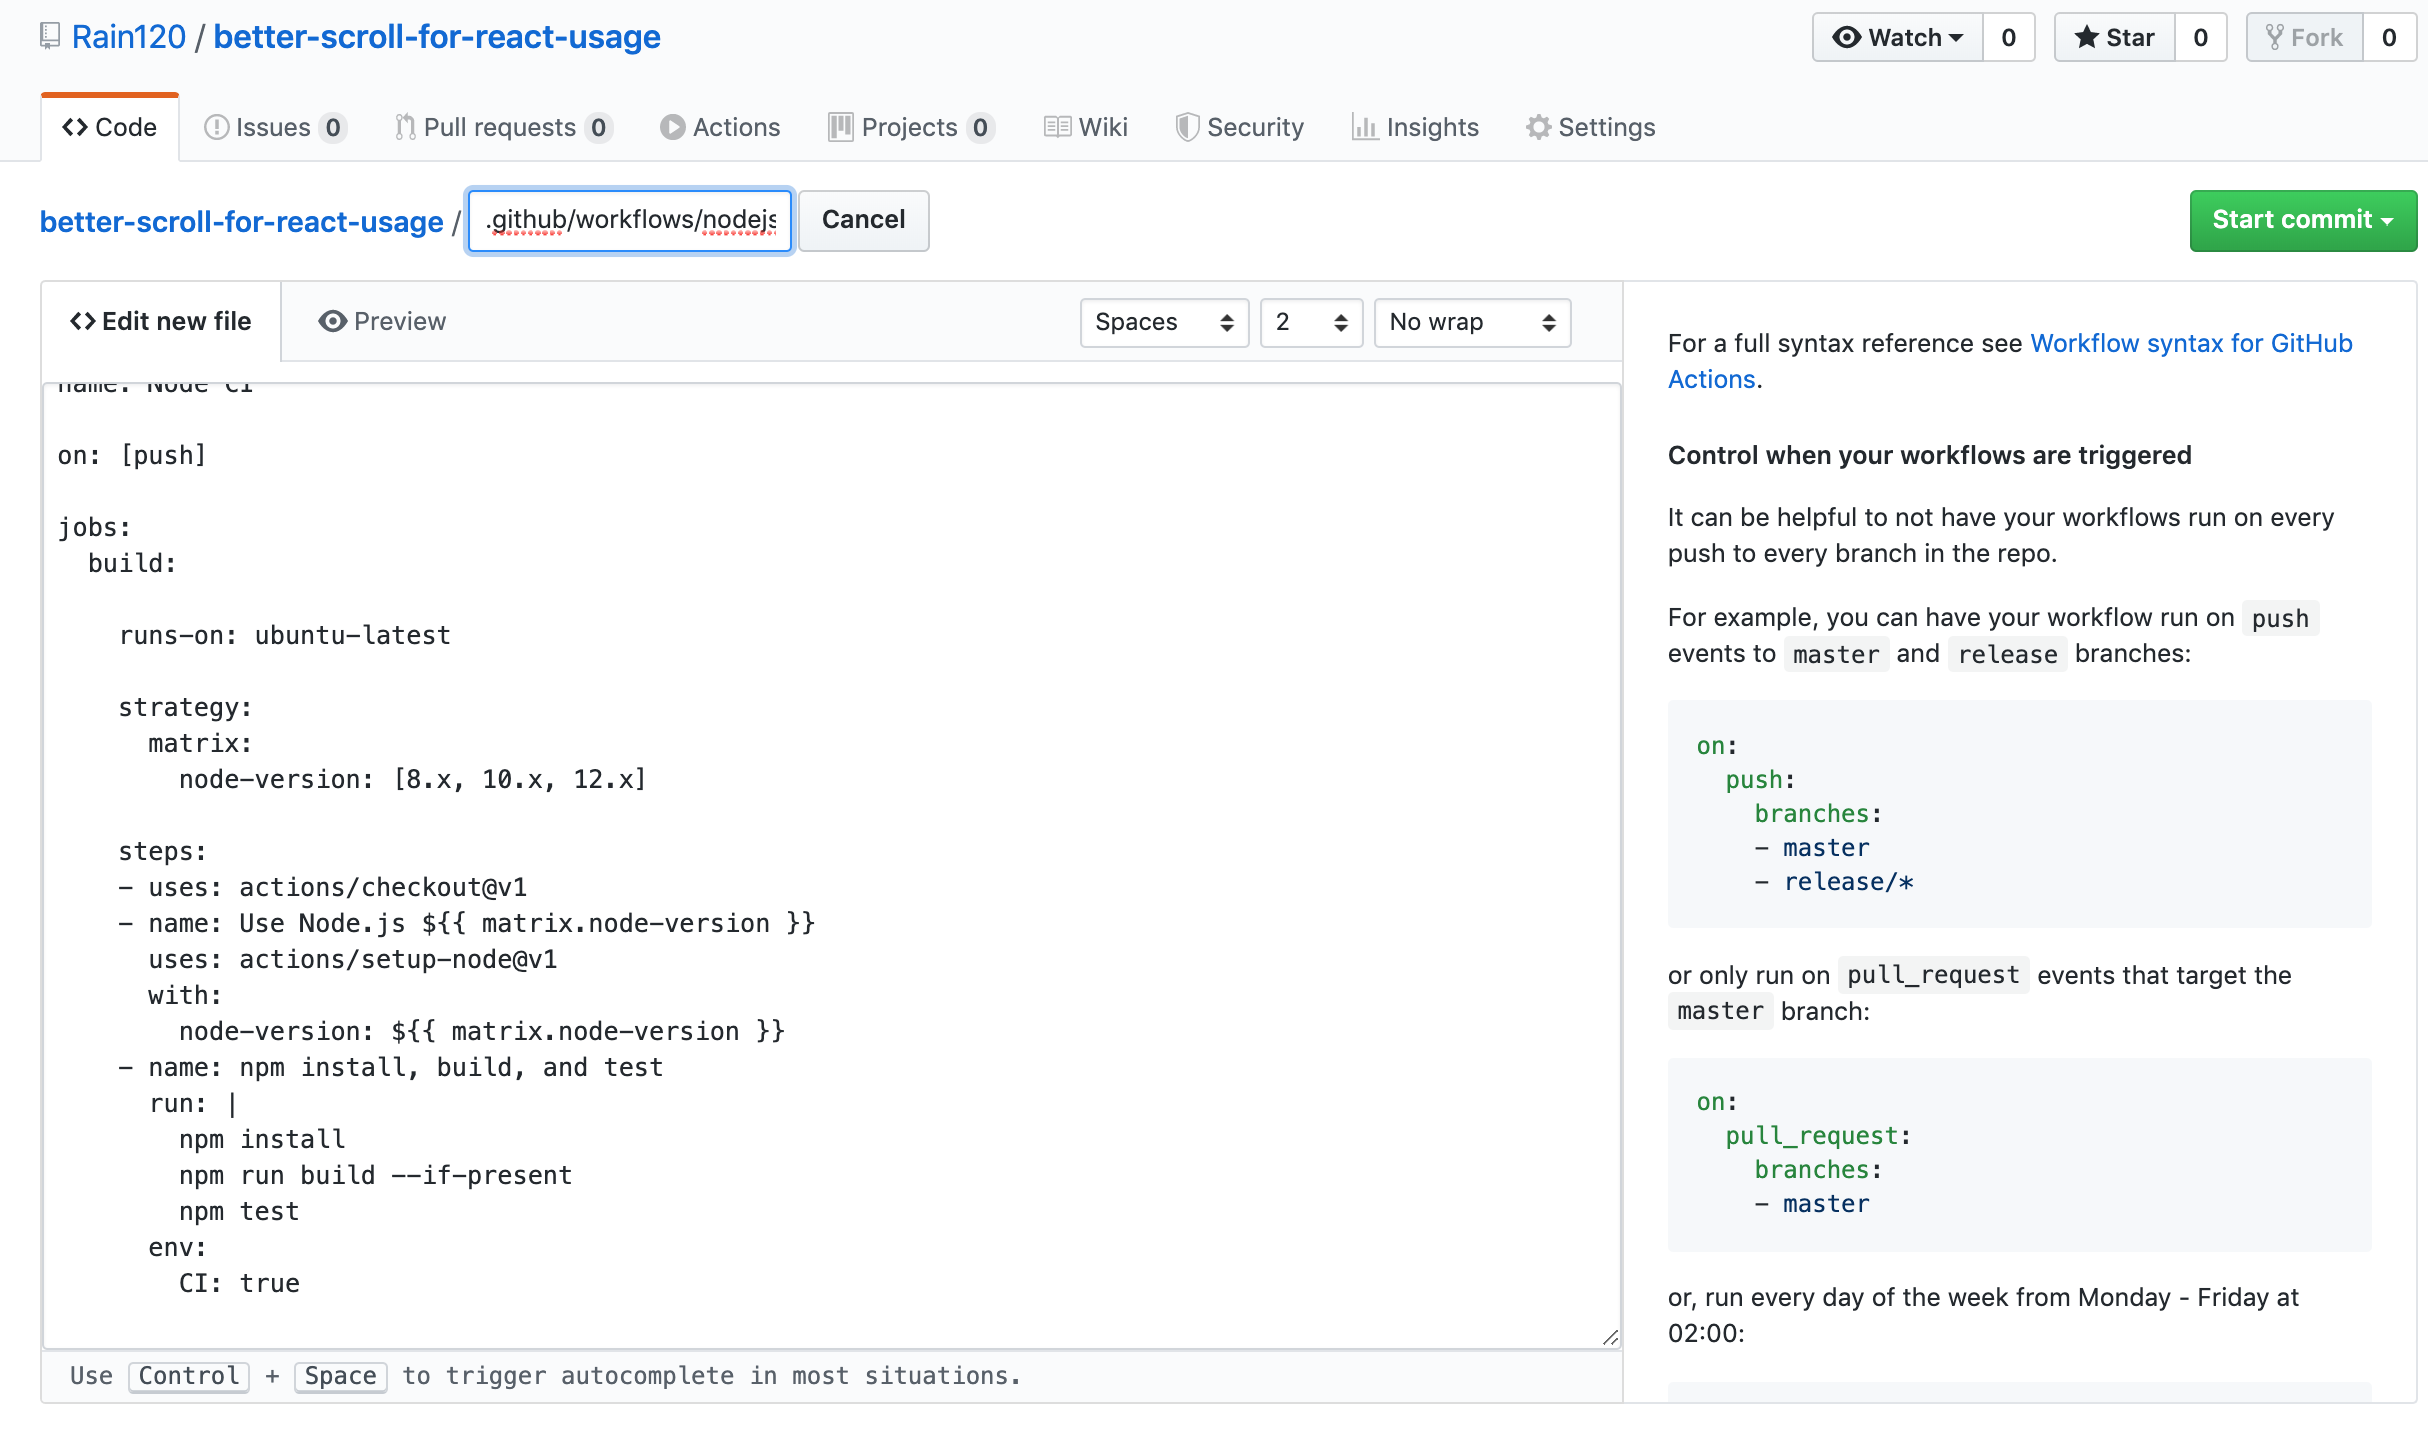 Rain120 / better-scroll-for-react-usage
Watch 0 Star 0 Fork 0
Code Issues 0 Pull requests 0 Actions Projects 0 Wiki Security Insights Settings
better-scroll-for-react-usage / .github/workflows/nodejs Cancel Start commit
Edit new file Preview Spaces 2 No wrap
name: Node CI
on: [push]
jobs:
build:
runs-on: ubuntu-latest
strategy:
matrix:
node-version: [8.x, 10.x, 12.x]
steps:
- uses: actions/checkout@v1
- name: Use Node.js ${{ matrix.node-version }}
uses: actions/setup-node@v1
with:
node-version: ${{ matrix.node-version }}
- name: npm install, build, and test
run: |
npm install
npm run build --if-present
npm test
env:
CI: true
Use Control + Space to trigger autocomplete in most situations.
For a full syntax reference see Workflow syntax for GitHub
Actions.
Control when your workflows are triggered
It can be helpful to not have your workflows run on every
push to every branch in the repo.
For example, you can have your workflow run on push
events to master and release branches:
on:
push:
branches:
- master
- release/*
or only run on pull_request events that target the
master branch:
on:
pull_request:
branches:
- master
or, run every day of the week from Monday - Friday at
02:00: